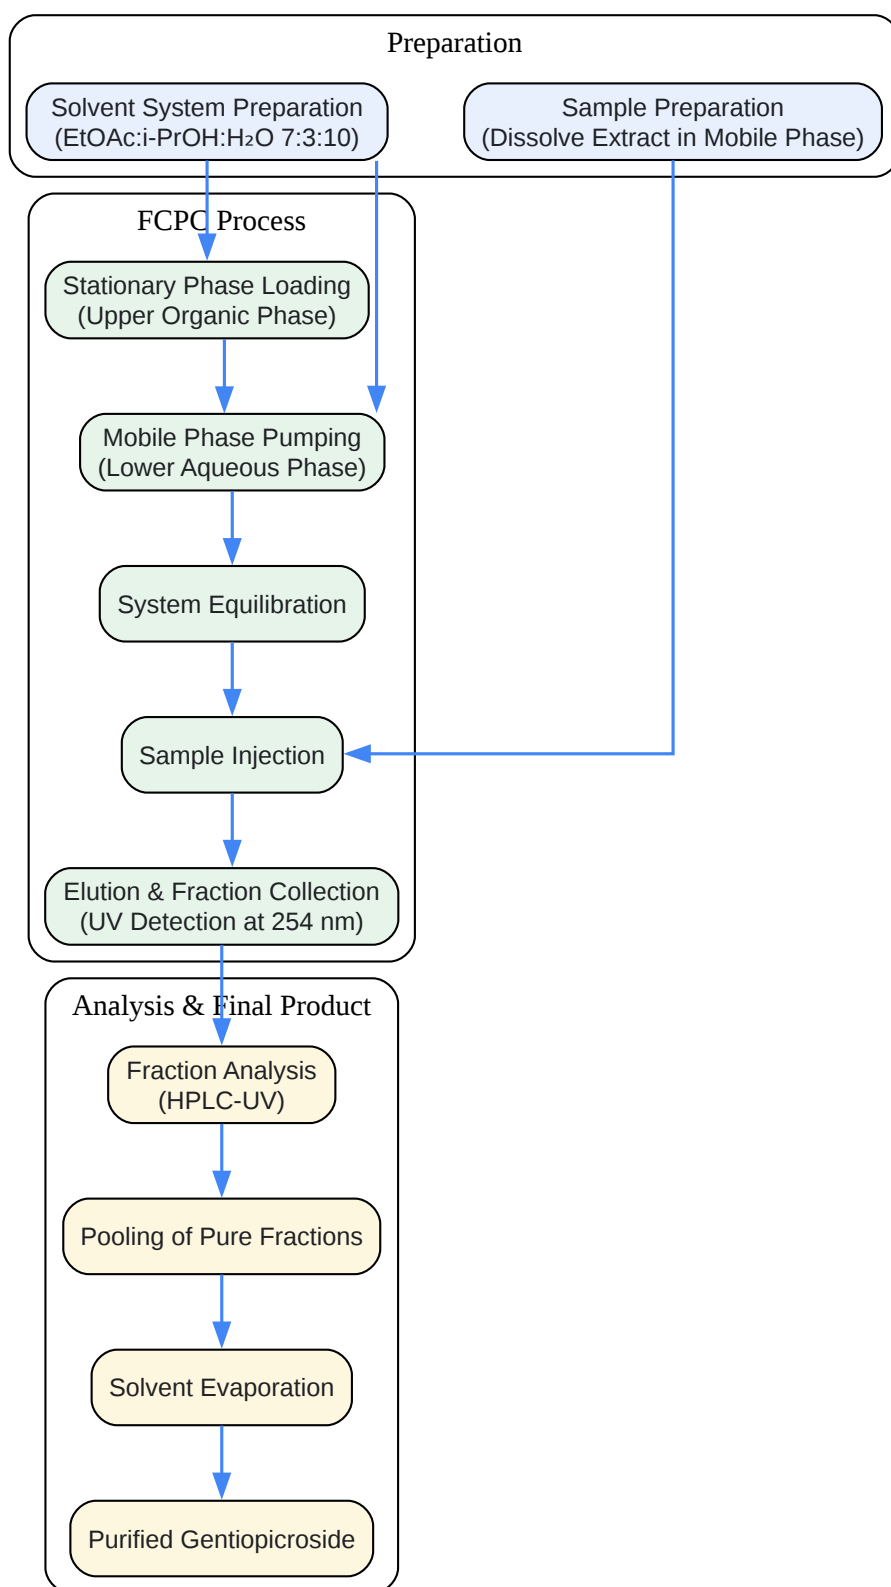 Preparation
Solvent System Preparation
(EtOAc:i-PrOH:H₂O 7:3:10)
Sample Preparation
(Dissolve Extract in Mobile Phase)
FCPC Process
Stationary Phase Loading
(Upper Organic Phase)
Mobile Phase Pumping
(Lower Aqueous Phase)
System Equilibration
Sample Injection
Elution & Fraction Collection
(UV Detection at 254 nm)
Analysis & Final Product
Fraction Analysis
(HPLC-UV)
Pooling of Pure Fractions
Solvent Evaporation
Purified Gentiopicroside